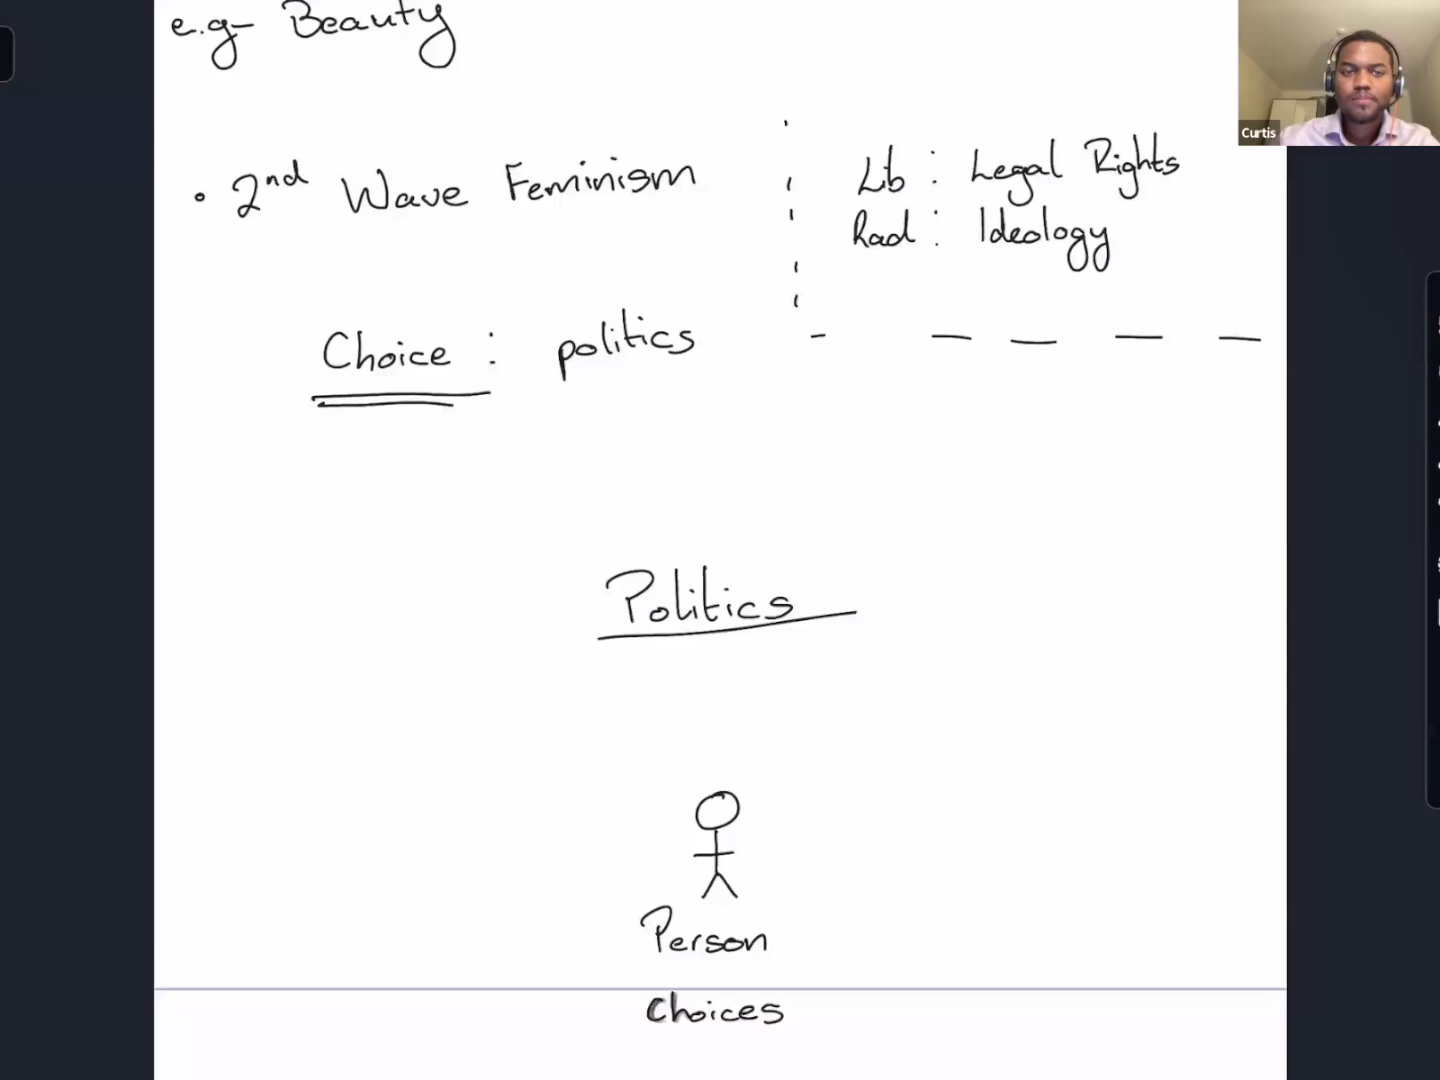 e.g- Beauty
Curtis
• 2nd Wave Feminism
Lib : Legal Rights
Rad : Ideology
Choice : politics
Politics
Person
Choices